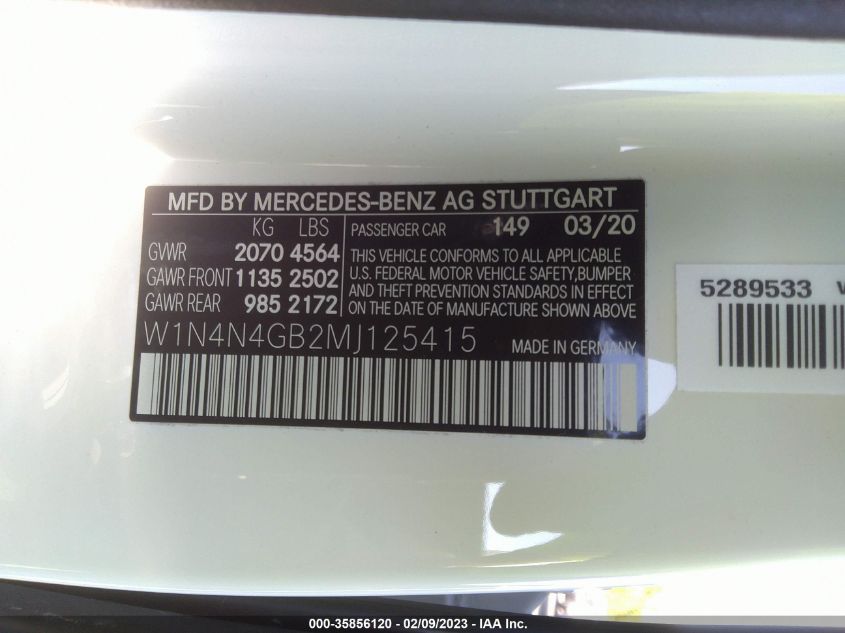 MFD BY MERCEDES-BENZ AG STUTTGART
KG LBS
GVWR 2070 4564
GAWR FRONT 1135 2502
GAWR REAR 985 2172
PASSENGER CAR 149 03/20
THIS VEHICLE CONFORMS TO ALL APPLICABLE
U.S. FEDERAL MOTOR VEHICLE SAFETY,BUMPER
AND THEFT PREVENTION STANDARDS IN EFFECT
ON THE DATE OF MANUFACTURE SHOWN ABOVE.
W1N4N4GB2MJ125415 MADE IN GERMANY
5289533
000-35856120 - 02/09/2023 - IAA Inc.